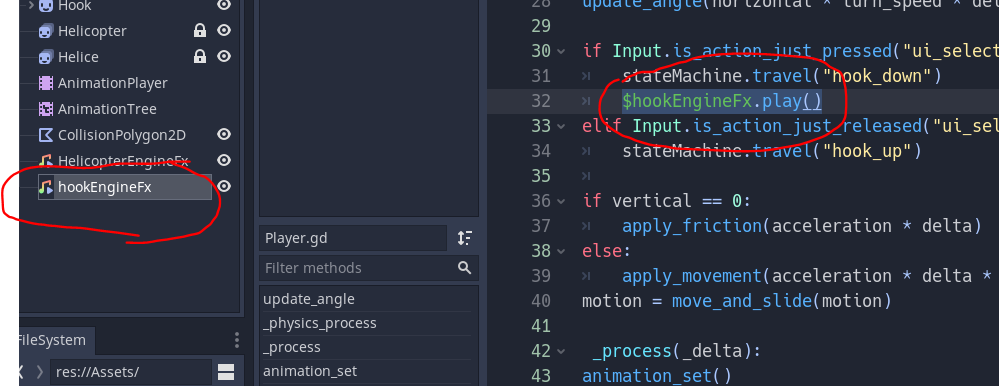 Hook
Helicopter
Helice
AnimationPlayer
AnimationTree
CollisionPolygon2D
HelicopterEngineFx
hookEngineFx
FileSystem
res://Assets/
Player.gd
Filter methods
update_angle
_physics_process
_process
animation_set
28 update_angle(horizontal * turn_speed * del
29
30 if Input.is_action_just_pressed("ui_select
31 stateMachine.travel("hook_down")
32 $hookEngineFx.play()
33 elif Input.is_action_just_released("ui_sel
34 stateMachine.travel("hook_up")
35
36 if vertical == 0:
37 apply_friction(acceleration * delta)
38 else:
39 apply_movement(acceleration * delta *
40 motion = move_and_slide(motion)
41
42 _process(_delta):
43 animation_set()